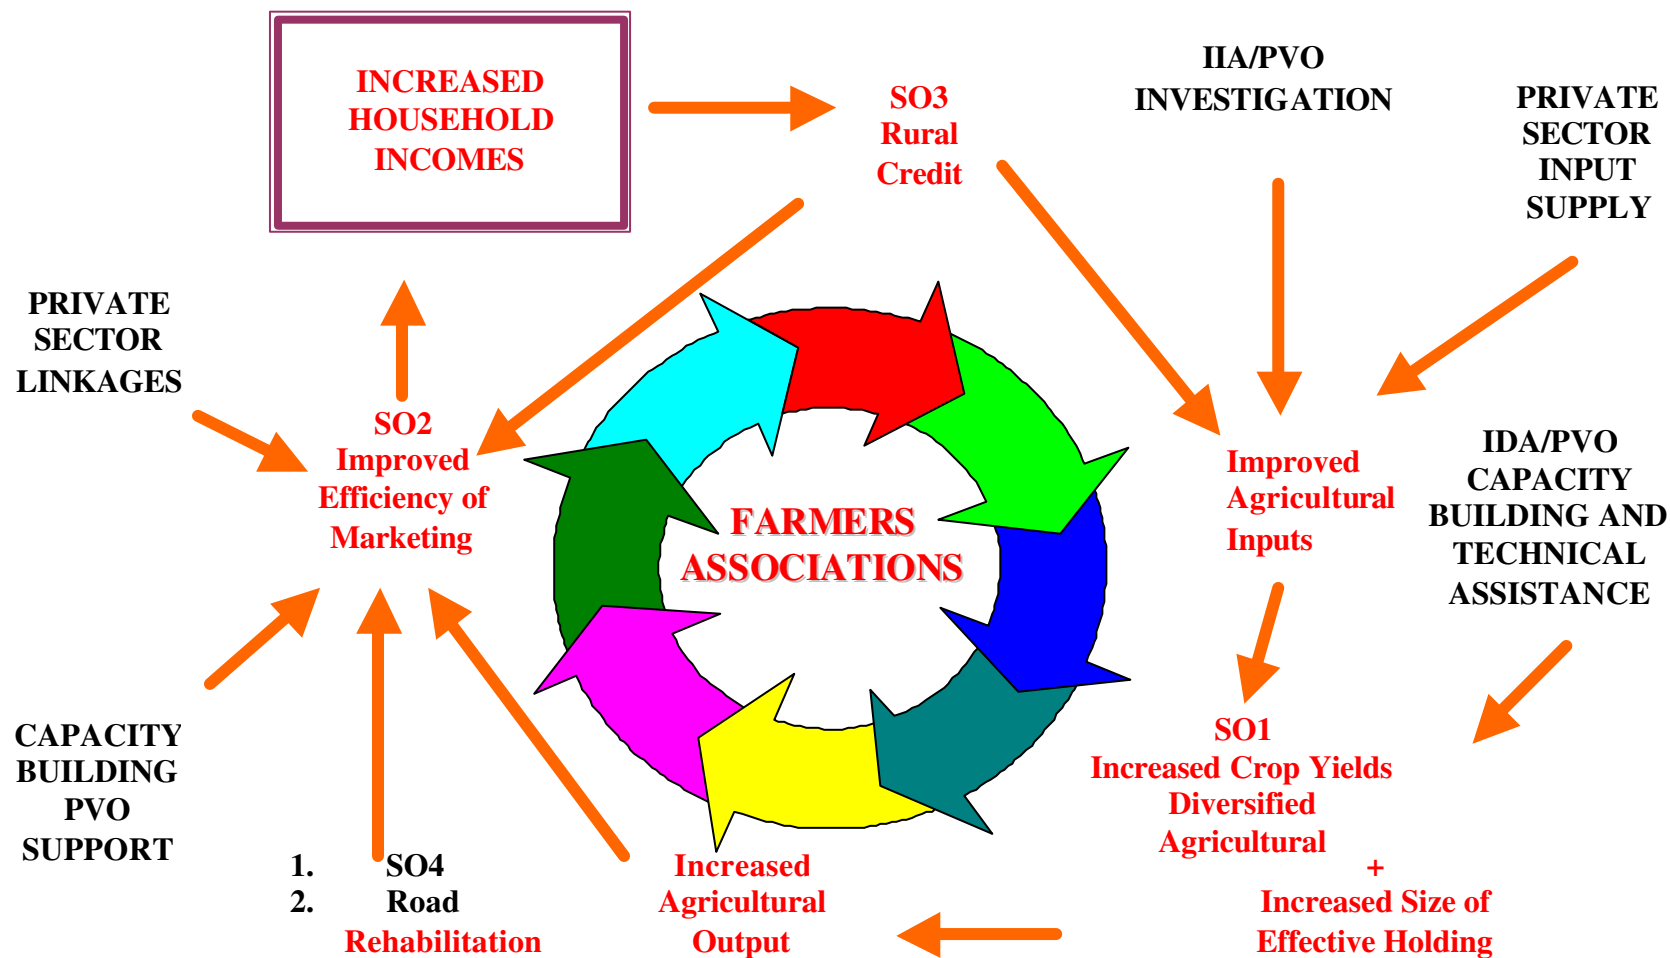 INCREASED
HOUSEHOLD
INCOMES
SO3
Rural
Credit
IIA/PVO
INVESTIGATION
PRIVATE
SECTOR
INPUT
SUPPLY
PRIVATE
SECTOR
LINKAGES
SO2
Improved
Efficiency of
Marketing
FARMERS
ASSOCIATIONS
Improved
Agricultural
Inputs
IDA/PVO
CAPACITY
BUILDING AND
TECHNICAL
ASSISTANCE
CAPACITY
BUILDING
PVO
SUPPORT
1. SO4
2. Road
Rehabilitation
Increased
Agricultural
Output
SO1
Increased Crop Yields
Diversified
Agricultural
+
Increased Size of
Effective Holding